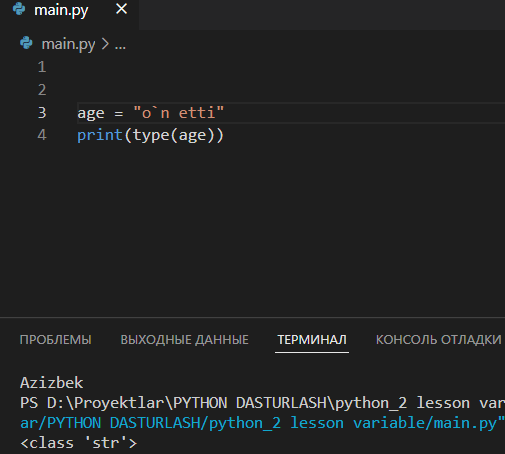 main.py ×
main.py > ...
1
2
3 age = "o`n etti"
4 print(type(age))
ПРОБЛЕМЫ ВЫХОДНЫЕ ДАННЫЕ ТЕРМИНАЛ КОНСОЛЬ ОТЛАДКИ
Azizbek
PS D:\Proyektlar\PYTHON DASTURLASH\python_2 lesson var
ar/PYTHON DASTURLASH/python_2 lesson variable/main.py"
<class 'str'>